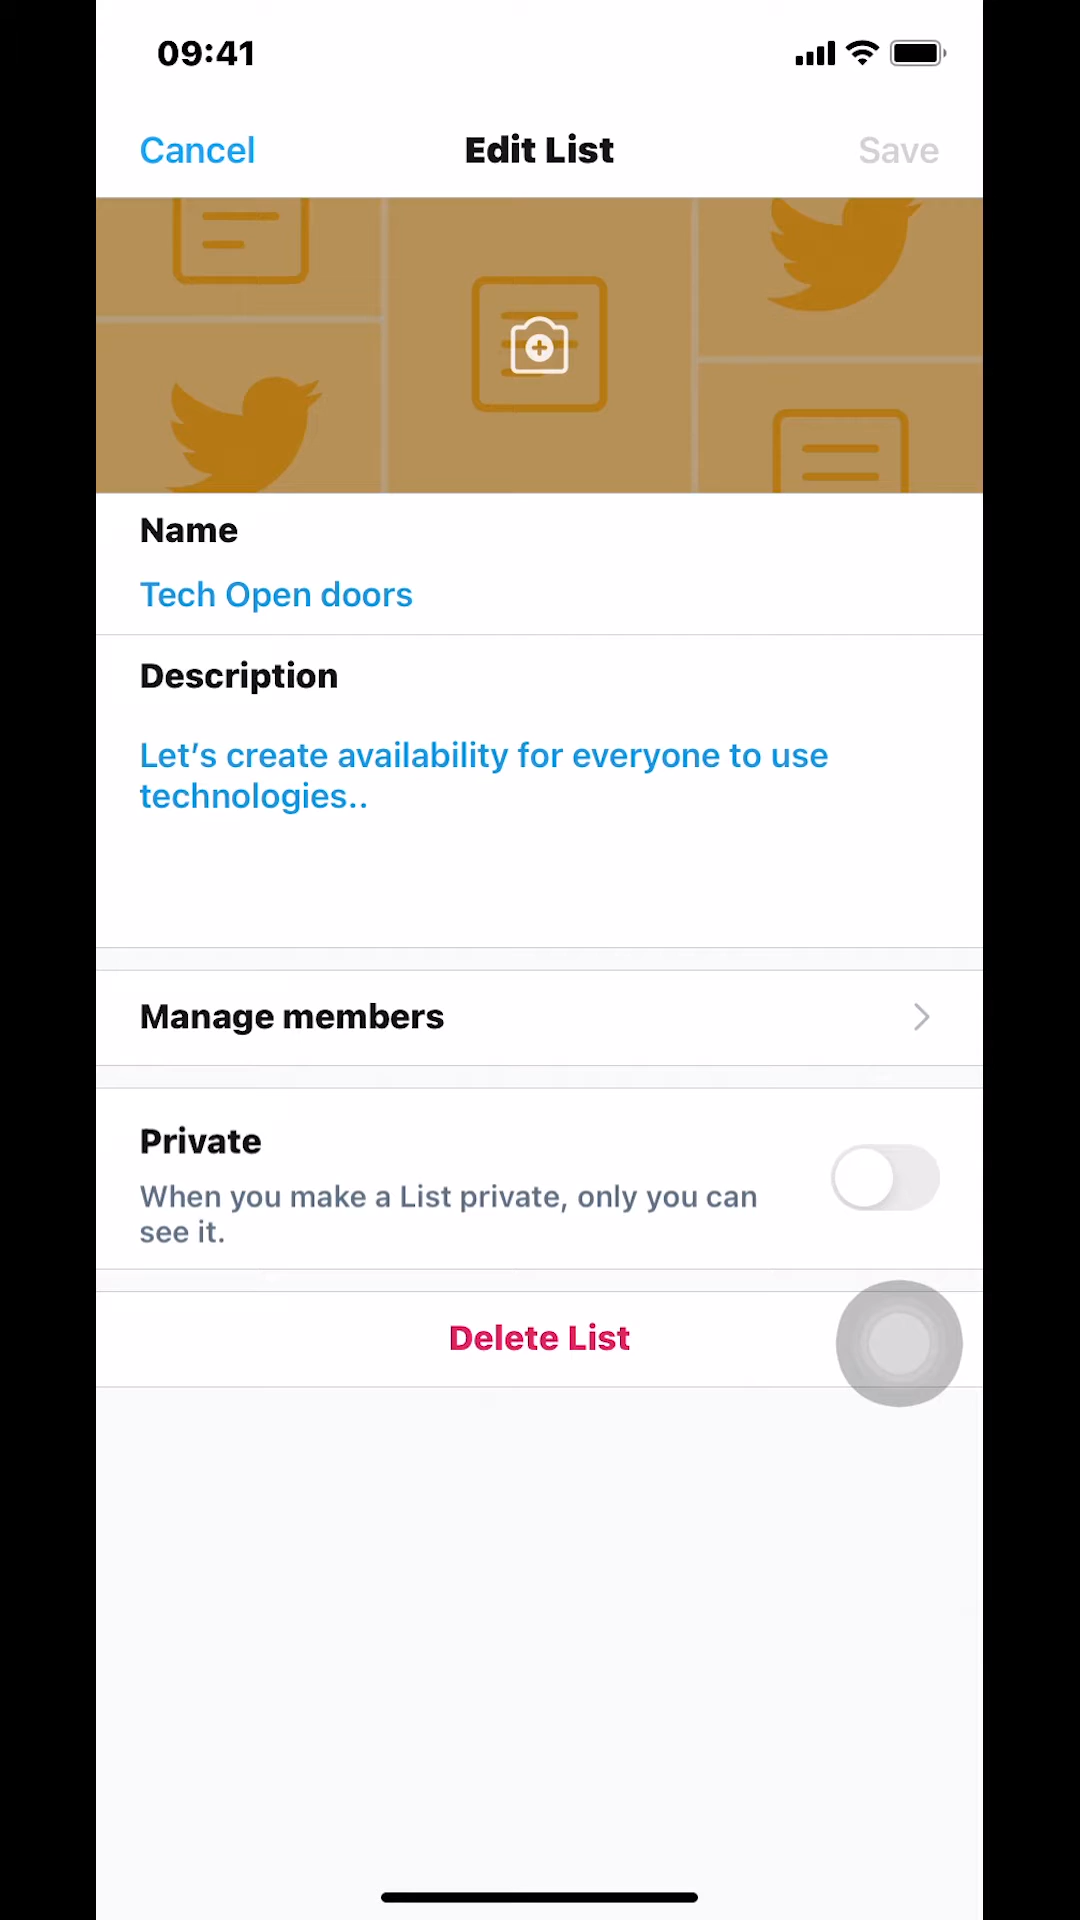 09:41
Cancel Edit List Save
Name
Tech Open doors
Description
Let’s create availability for everyone to use
technologies..
Manage members
Private
When you make a List private, only you can
see it.
Delete List